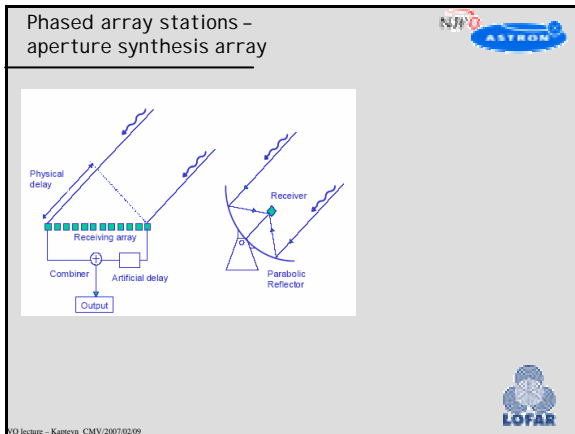 Phased array stations –
aperture synthesis array
ASTRON
Physical
delay
Receiver
Receiving array
Combiner
Artificial delay
Parabolic
Reflector
Output
LOFAR
VO lecture – Kapteyn CMV/2007/02/09